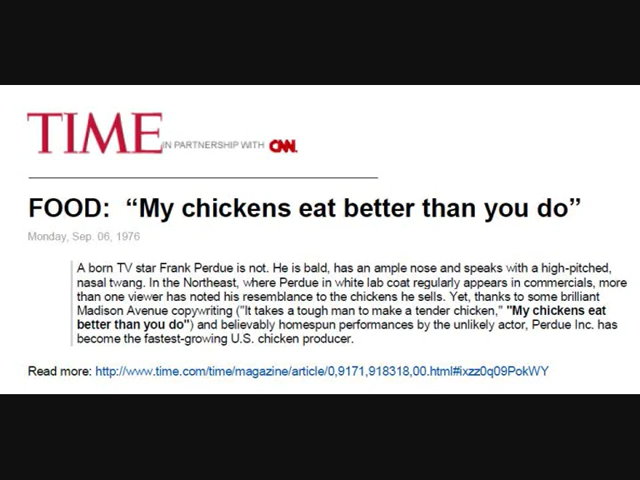 TIME IN PARTNERSHIP WITH CNN.
FOOD: “My chickens eat better than you do”
Monday, Sep. 06, 1976
A born TV star Frank Perdue is not. He is bald, has an ample nose and speaks with a high-pitched,
nasal twang. In the Northeast, where Perdue in white lab coat regularly appears in commercials, more
than one viewer has noted his resemblance to the chickens he sells. Yet, thanks to some brilliant
Madison Avenue copywriting ("It takes a tough man to make a tender chicken," "My chickens eat
better than you do") and believably homespun performances by the unlikely actor, Perdue Inc. has
become the fastest-growing U.S. chicken producer.
Read more: http://www.time.com/time/magazine/article/0,9171,918318,00.html#ixzz0q09PokWY